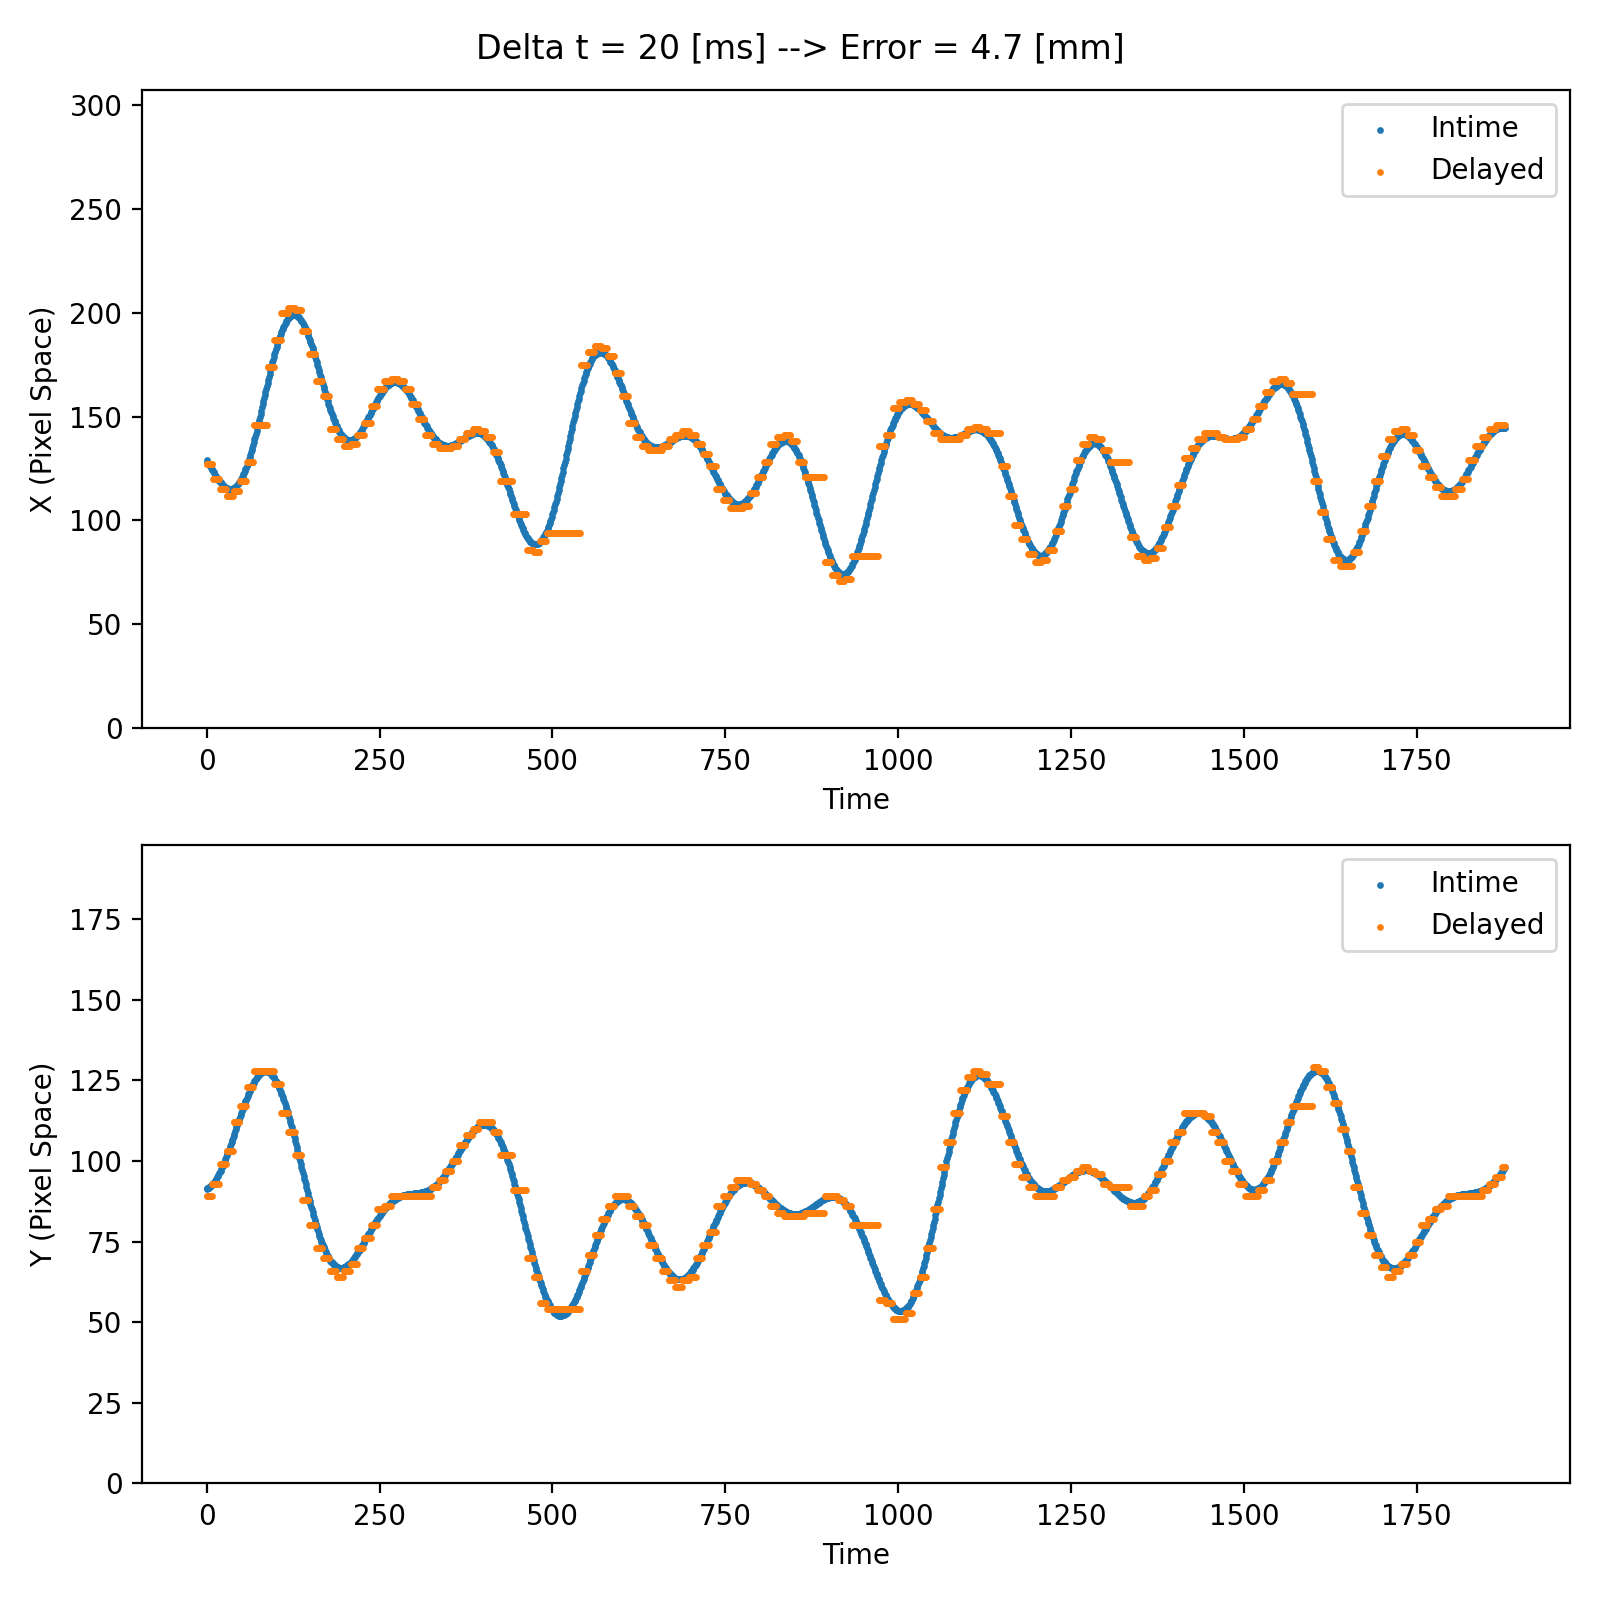 Delta t = 20 [ms] --> Error = 4.7 [mm]
300
250
200
150
100
50
0
X (Pixel Space)
Intime
Delayed
0 250 500 750 1000 1250 1500 1750
Time
175
150
125
100
75
50
25
0
Y (Pixel Space)
Intime
Delayed
0 250 500 750 1000 1250 1500 1750
Time